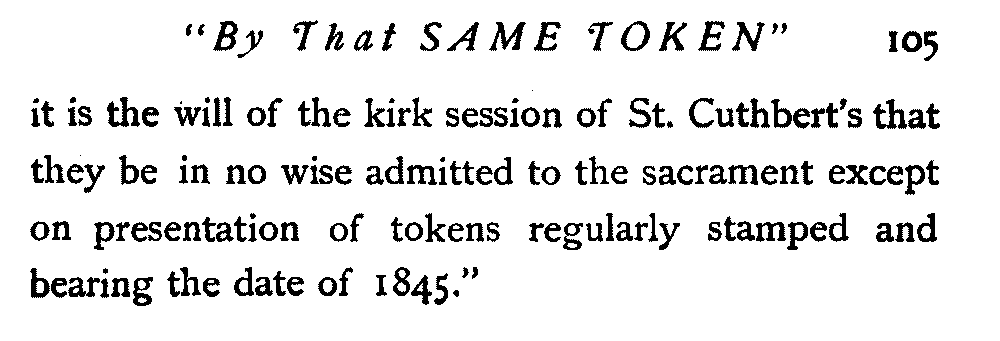 "By That SAME TOKEN" 105
it is the will of the kirk session of St. Cuthbert's that
they be in no wise admitted to the sacrament except
on presentation of tokens regularly stamped and
bearing the date of 1845."